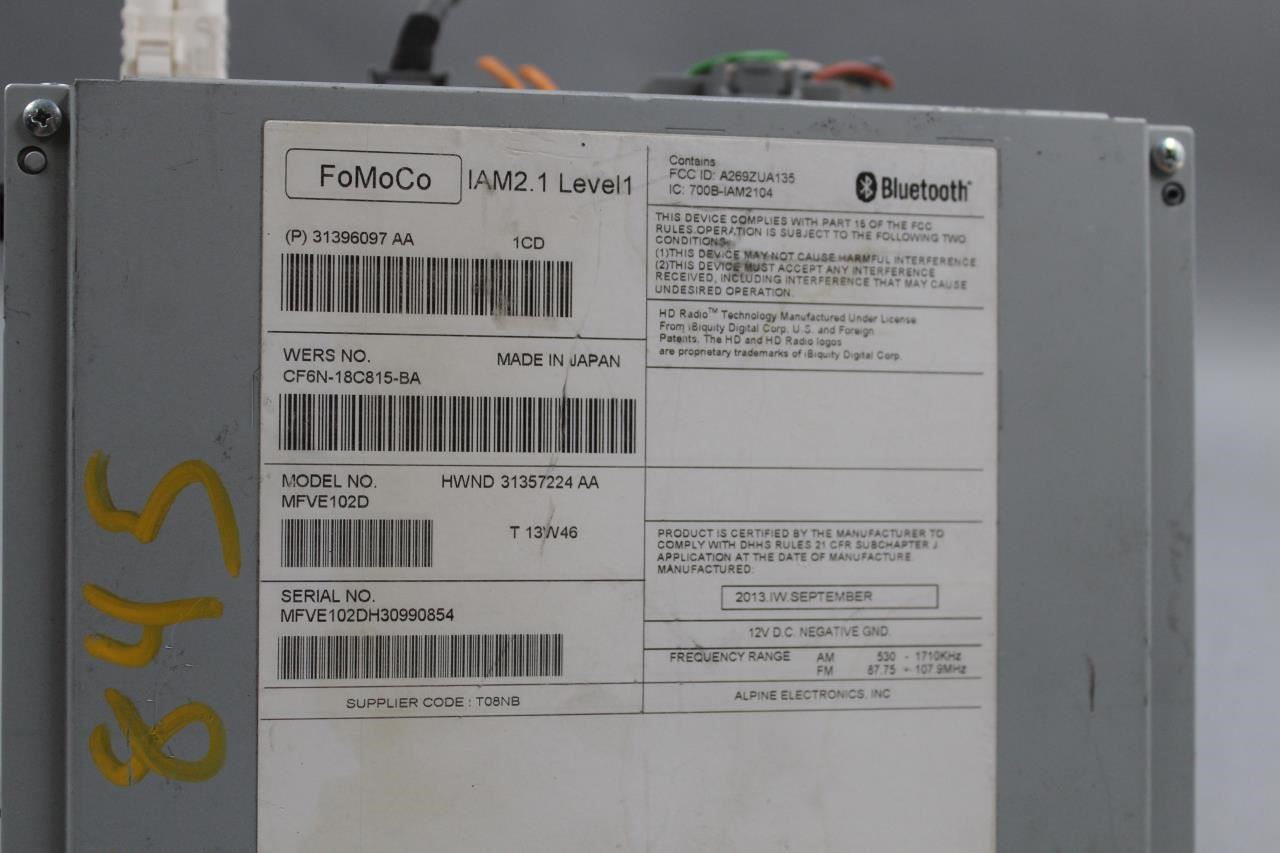 FoMoCo IAM2.1 Level1
(P) 31396097 AA 1CD
WERS NO. MADE IN JAPAN
CF6N-18C815-BA
MODEL NO. HWND 31357224 AA
MFVE102D
T 13W46
SERIAL NO.
MFVE102DH30990854
SUPPLIER CODE : T08NB
Contains
FCC ID: A269ZUA135
IC: 700B-IAM2104
Bluetooth
THIS DEVICE COMPLIES WITH PART 15 OF THE FCC
RULES.OPERATION IS SUBJECT TO THE FOLLOWING TWO
CONDITIONS:
(1)THIS DEVICE MAY NOT CAUSE HARMFUL INTERFERENCE
(2)THIS DEVICE MUST ACCEPT ANY INTERFERENCE
RECEIVED, INCLUDING INTERFERENCE THAT MAY CAUSE
UNDESIRED OPERATION.
HD Radio™ Technology Manufactured Under License
From iBiquity Digital Corp. U.S. and Foreign
Patents. The HD and HD Radio logos
are proprietary trademarks of iBiquity Digital Corp.
PRODUCT IS CERTIFIED BY THE MANUFACTURER TO
COMPLY WITH DHHS RULES 21 CFR SUBCHAPTER J
APPLICATION AT THE DATE OF MANUFACTURE.
MANUFACTURED:
2013.IW.SEPTEMBER
12V D.C. NEGATIVE GND.
FREQUENCY RANGE AM 530 - 1710KHz
FM 87.75 - 107.9MHz
ALPINE ELECTRONICS, INC
845